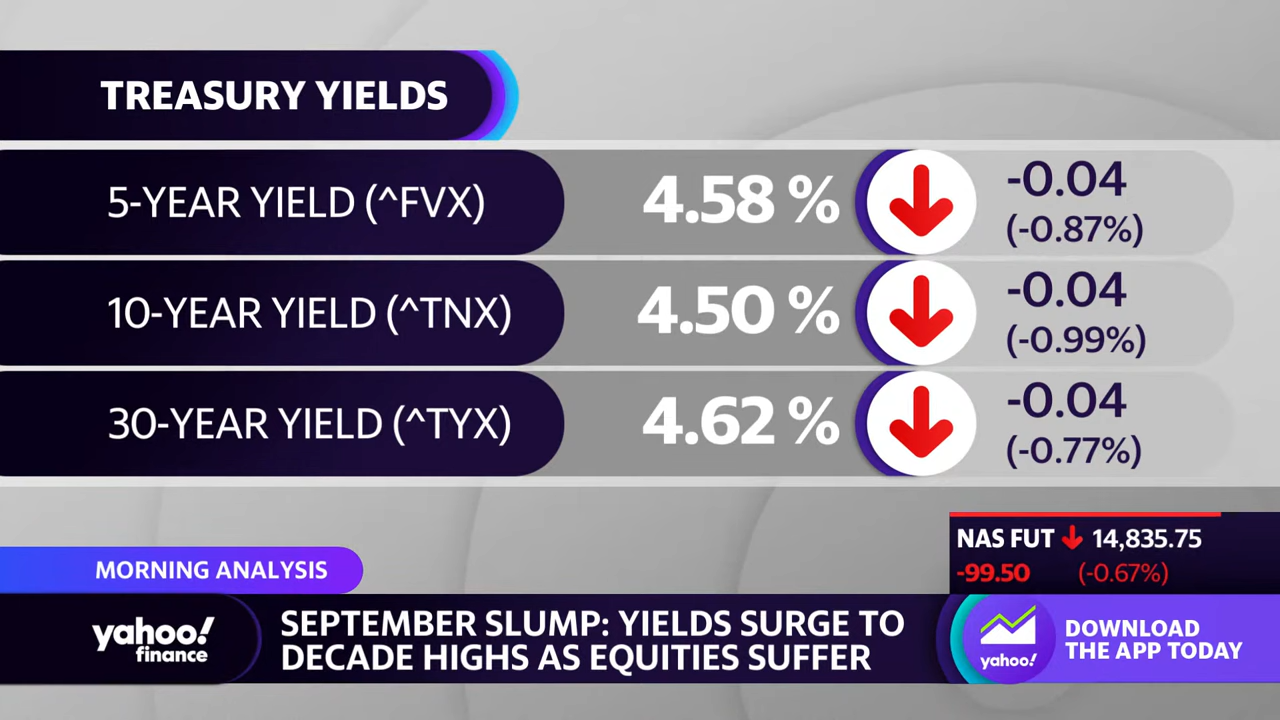 TREASURY YIELDS
5-YEAR YIELD (^FVX) 4.58 % -0.04
(-0.87%)
10-YEAR YIELD (^TNX) 4.50 % -0.04
(-0.99%)
30-YEAR YIELD (^TYX) 4.62 % -0.04
(-0.77%)
NAS FUT 14,835.75
-99.50 (-0.67%)
MORNING ANALYSIS
yahoo!
finance
SEPTEMBER SLUMP: YIELDS SURGE TO
DECADE HIGHS AS EQUITIES SUFFER
yahoo!
DOWNLOAD
THE APP TODAY